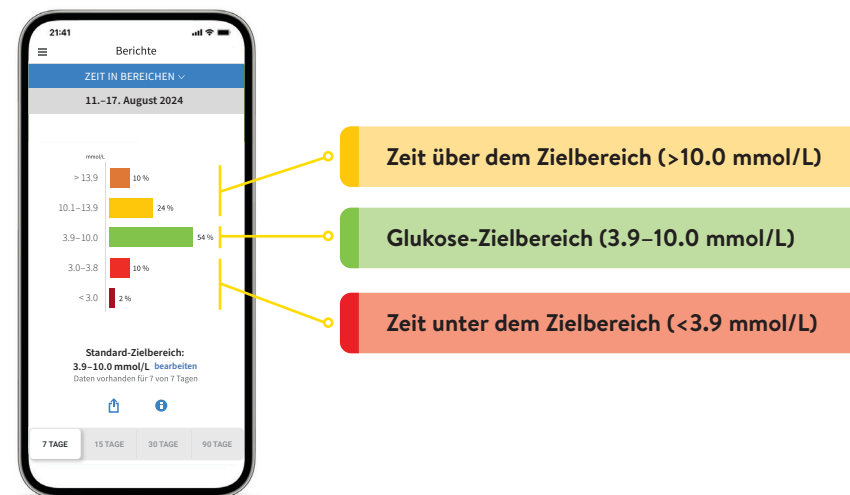 21:41
Berichte
ZEIT IN BEREICHEN
11.–17. August 2024
mmol/L
> 13.9 10 %
10.1–13.9 24 %
3.9–10.0 54 %
3.0–3.8 10 %
< 3.0 2 %
Standard-Zielbereich:
3.9–10.0 mmol/L bearbeiten
Daten vorhanden für 7 von 7 Tagen
7 TAGE 15 TAGE 30 TAGE 90 TAGE
Zeit über dem Zielbereich (>10.0 mmol/L)
Glukose-Zielbereich (3.9–10.0 mmol/L)
Zeit unter dem Zielbereich (<3.9 mmol/L)